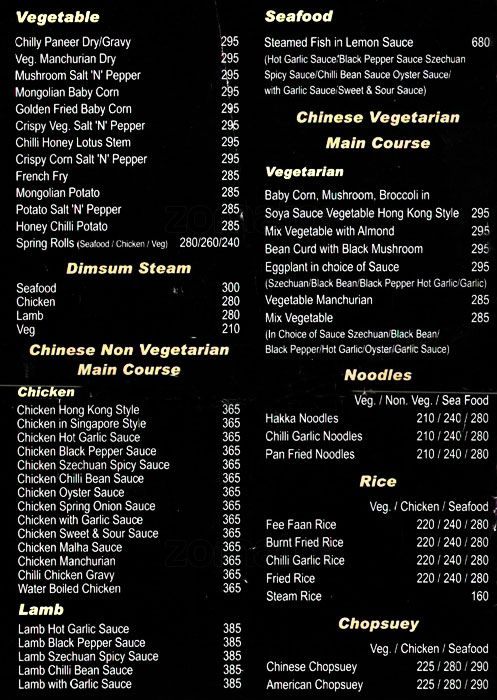 Vegetable
Chilly Paneer Dry/Gravy 295
Veg. Manchurian Dry 295
Mushroom Salt 'N' Pepper 295
Mongolian Baby Corn 295
Golden Fried Baby Corn 295
Crispy Veg. Salt 'N' Pepper 295
Chilli Honey Lotus Stem 295
Crispy Corn Salt 'N' Pepper 295
French Fry 285
Mongolian Potato 285
Potato Salt 'N' Pepper 285
Honey Chilli Potato 285
Spring Rolls (Seafood / Chicken / Veg) 280/260/240
Dimsum Steam
Seafood 300
Chicken 280
Lamb 280
Veg 210
Chinese Non Vegetarian
Main Course
Chicken
Chicken Hong Kong Style 365
Chicken in Singapore Style 365
Chicken Hot Garlic Sauce 365
Chicken Black Pepper Sauce 365
Chicken Szechuan Spicy Sauce 365
Chicken Chilli Bean Sauce 365
Chicken Oyster Sauce 365
Chicken Spring Onion Sauce 365
Chicken with Garlic Sauce 365
Chicken Sweet & Sour Sauce 365
Chicken Malha Sauce 365
Chicken Manchurian 365
Chilli Chicken Gravy 365
Water Boiled Chicken 365
Lamb
Lamb Hot Garlic Sauce 385
Lamb Black Pepper Sauce 385
Lamb Szechuan Spicy Sauce 385
Lamb Chilli Bean Sauce 385
Lamb with Garlic Sauce 385
Seafood
Steamed Fish in Lemon Sauce 680
(Hot Garlic Sauce'Black Pepper Sauce Szechuan
Spicy Sauce/Chilli Bean Sauce Oyster Sauce/
with Garlic Sauce/Sweet & Sour Sauce)
Chinese Vegetarian
Main Course
Vegetarian
Baby Corn, Mushroom, Broccoli in
Soya Sauce Vegetable Hong Kong Style 295
Mix Vegetable with Almond 295
Bean Curd with Black Mushroom 295
Eggplant in choice of Sauce 295
(Szechuan/Black Bean/Black Pepper Hot Garlic/Garlic)
Vegetable Manchurian 285
Mix Vegetable 285
(In Choice of Sauce Szechuan/Black Bean/
Black Pepper/Hot Garlic/Oyster/Garlic Sauce)
Noodles
Veg. / Non. Veg. / Sea Food
Hakka Noodles 210 / 240 / 280
Chilli Garlic Noodles 210 / 240 / 280
Pan Fried Noodles 210 / 240 / 280
Rice
Veg. / Chicken / Seafood
Fee Faan Rice 220 / 240 / 280
Burnt Fried Rice 220 / 240 / 280
Chilli Garlic Rice 220 / 240 / 280
Fried Rice 220 / 240 / 280
Steam Rice 160
Chopsuey
Veg. / Chicken / Seafood
Chinese Chopsuey 225 / 280 / 290
American Chopsuey 225 / 280 / 290